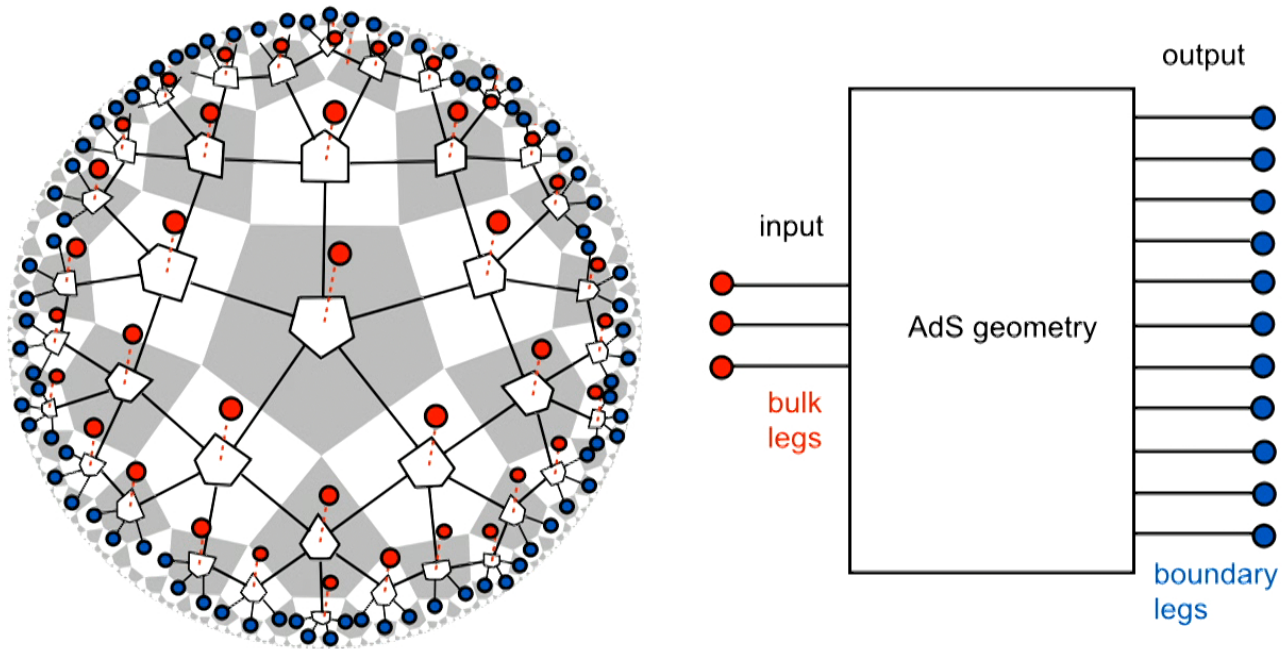 output
input
AdS geometry
bulk
legs
boundary
legs